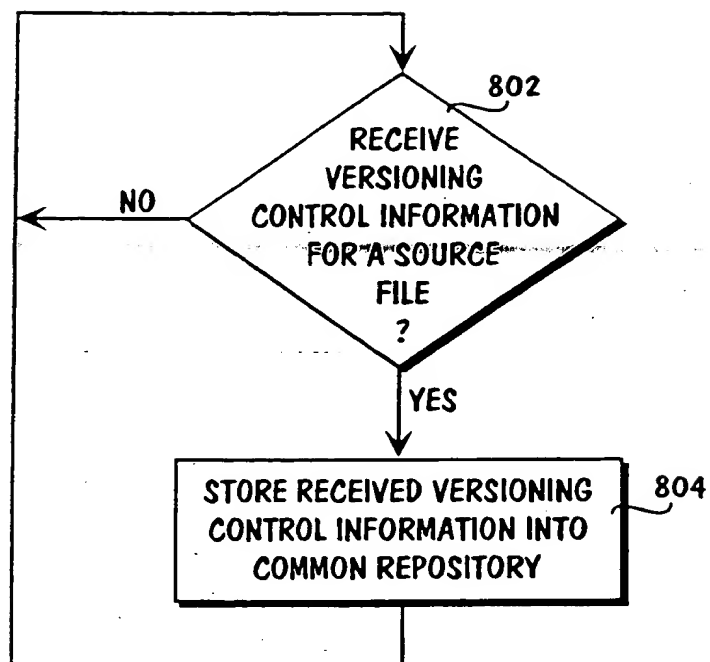 802
RECEIVE
VERSIONING
CONTROL INFORMATION
FOR A SOURCE
FILE
?
NO
YES
STORE RECEIVED VERSIONING
CONTROL INFORMATION INTO
COMMON REPOSITORY
804